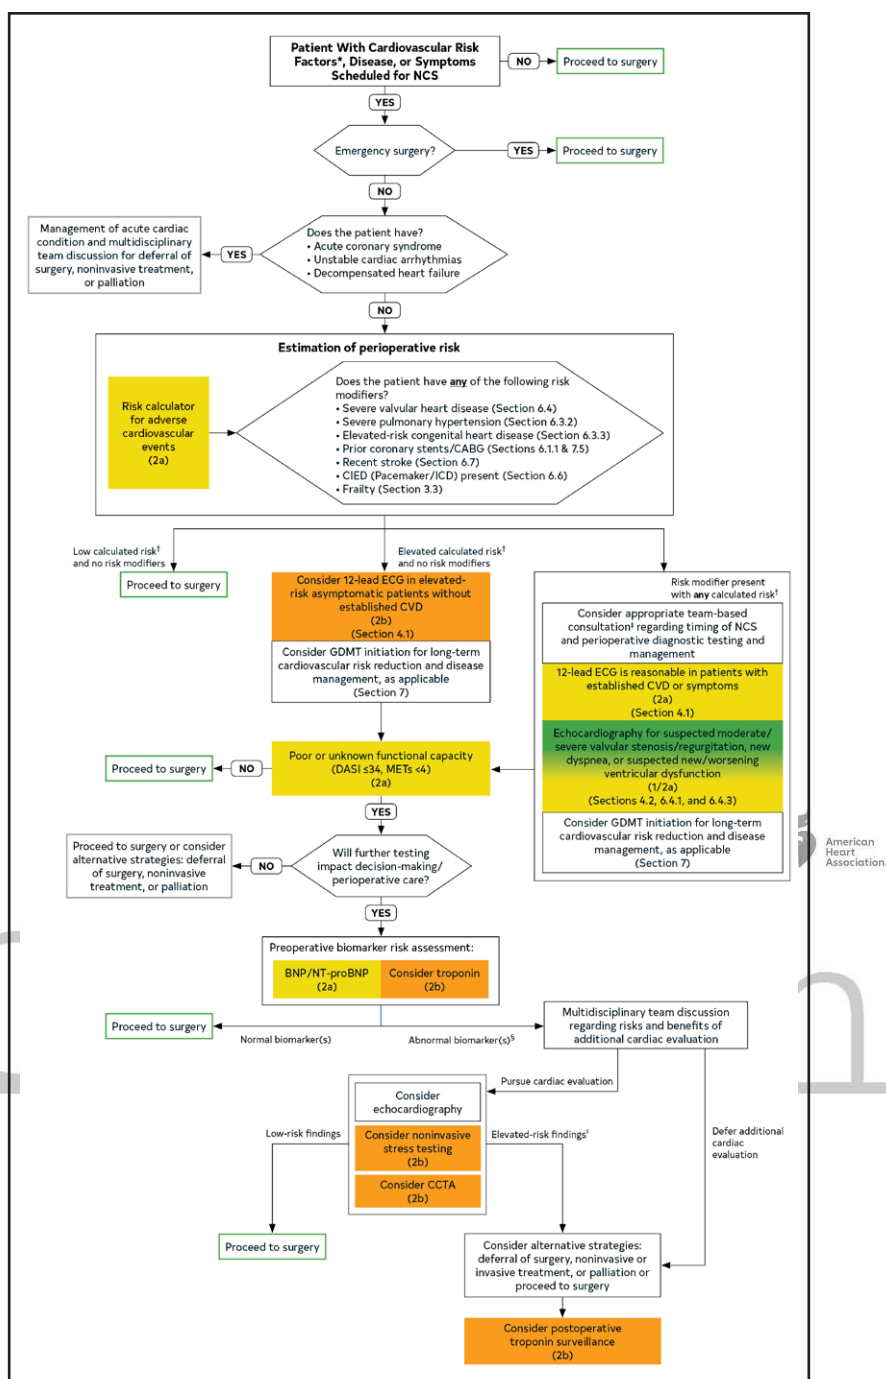 Patient With Cardiovascular Risk
Factors*, Disease, or Symptoms
Scheduled for NCS
NO
Proceed to surgery
YES
Emergency surgery?
YES
Proceed to surgery
NO
Does the patient have?
• Acute coronary syndrome
• Unstable cardiac arrhythmias
• Decompensated heart failure
YES
Management of acute cardiac
condition and multidisciplinary
team discussion for deferral of
surgery, noninvasive treatment,
or palliation
NO
Estimation of perioperative risk
Risk calculator
for adverse
cardiovascular
events
(2a)
Does the patient have any of the following risk
modifiers?
• Severe valvular heart disease (Section 6.4)
• Severe pulmonary hypertension (Section 6.3.2)
• Elevated-risk congenital heart disease (Section 6.3.3)
• Prior coronary stents/CABG (Sections 6.1.1 & 7.5)
• Recent stroke (Section 6.7)
• CIED (Pacemaker/ICD) present (Section 6.6)
• Frailty (Section 3.3)
Low calculated risk†
and no risk modifiers
Proceed to surgery
Elevated calculated risk†
and no risk modifiers
Consider 12-lead ECG in elevated-
risk asymptomatic patients without
established CVD
(2b)
(Section 4.1)
Consider GDMT initiation for long-term
cardiovascular risk reduction and disease
management, as applicable
(Section 7)
Risk modifier present
with any calculated risk†
Consider appropriate team-based
consultation‡ regarding timing of NCS
and perioperative diagnostic testing and
management
12-lead ECG is reasonable in patients with
established CVD or symptoms
(2a)
(Section 4.1)
Echocardiography for suspected moderate/
severe valvular stenosis/regurgitation, new
dyspnea, or suspected new/worsening
ventricular dysfunction
(1/2a)
(Sections 4.2, 6.4.1, and 6.4.3)
Consider GDMT initiation for long-term
cardiovascular risk reduction and disease
management, as applicable
(Section 7)
Poor or unknown functional capacity
(DASI ≤34, METs <4)
(2a)
NO
Proceed to surgery
YES
Will further testing
impact decision-making/
perioperative care?
NO
Proceed to surgery or consider
alternative strategies: deferral
of surgery, noninvasive
treatment, or palliation
American
Heart
Association.
YES
Preoperative biomarker risk assessment:
BNP/NT-proBNP
(2a)
Consider troponin
(2b)
Proceed to surgery
Normal biomarker(s)
Abnormal biomarker(s)§
Multidisciplinary team discussion
regarding risks and benefits of
additional cardiac evaluation
Pursue cardiac evaluation
Consider
echocardiography
Consider noninvasive
stress testing
(2b)
Consider CCTA
(2b)
Low-risk findings
Elevated-risk findings
Defer additional
cardiac
evaluation
Proceed to surgery
Consider alternative strategies:
deferral of surgery, noninvasive or
invasive treatment, or palliation or
proceed to surgery
Consider postoperative
troponin surveillance
(2b)